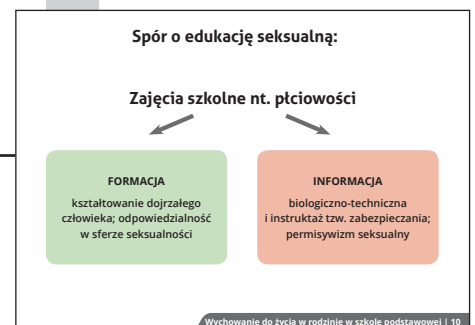 Spór o edukację seksualną:
Zajęcia szkolne nt. płciowości
FORMACJA
kształtowanie dojrzałego
człowieka; odpowiedzialność
w sferze seksualności
INFORMACJA
biologiczno-techniczna
i instruktaż tzw. zabezpieczania;
permisywizm seksualny
Wychowanie do życia w rodzinie w szkole podstawowej | 10